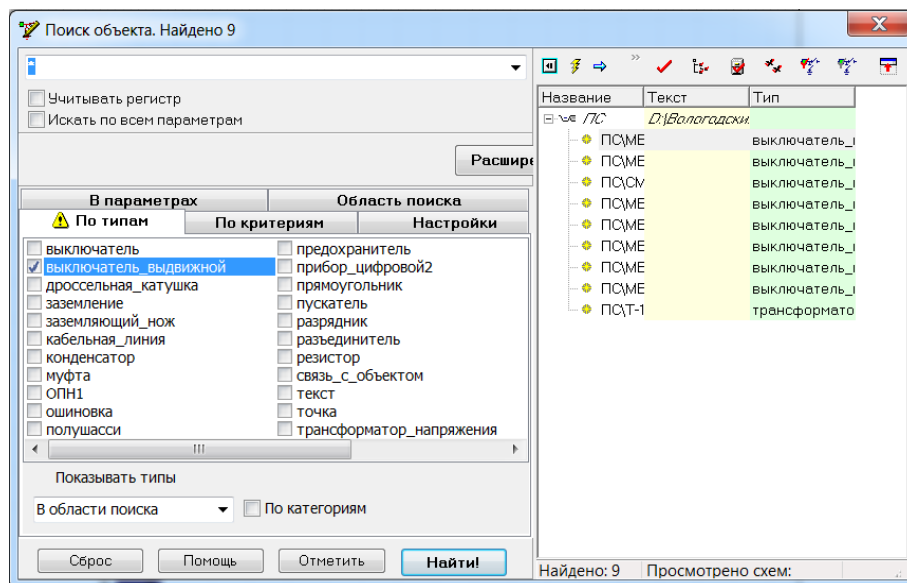 Поиск объекта. Найдено 9
*
Учитывать регистр
Искать по всем параметрам
Расшире
В параметрах Область поиска
По типам По критериям Настройки
выключатель
выключатель_выдвижной
дроссельная_катушка
заземление
заземляющий_нож
кабельная_линия
конденсатор
муфта
ОПН1
ошиновка
полушасси
предохранитель
прибор_цифровой2
прямоугольник
пускатель
разрядник
разъединитель
резистор
связь_с_объектом
текст
точка
трансформатор_напряжения
Показывать типы
В области поиска По категориям
Сброс Помощь Отметить Найти!
Название Текст Тип
ПС D:\Вологодски
ПС\МЕ выключатель_
ПС\МЕ выключатель_
ПС\СМ выключатель_
ПС\МЕ выключатель_
ПС\МЕ выключатель_
ПС\МЕ выключатель_
ПС\МЕ выключатель_
ПС\МЕ выключатель_
ПС\Т-1 трансформато
Найдено: 9 Просмотрено схем: